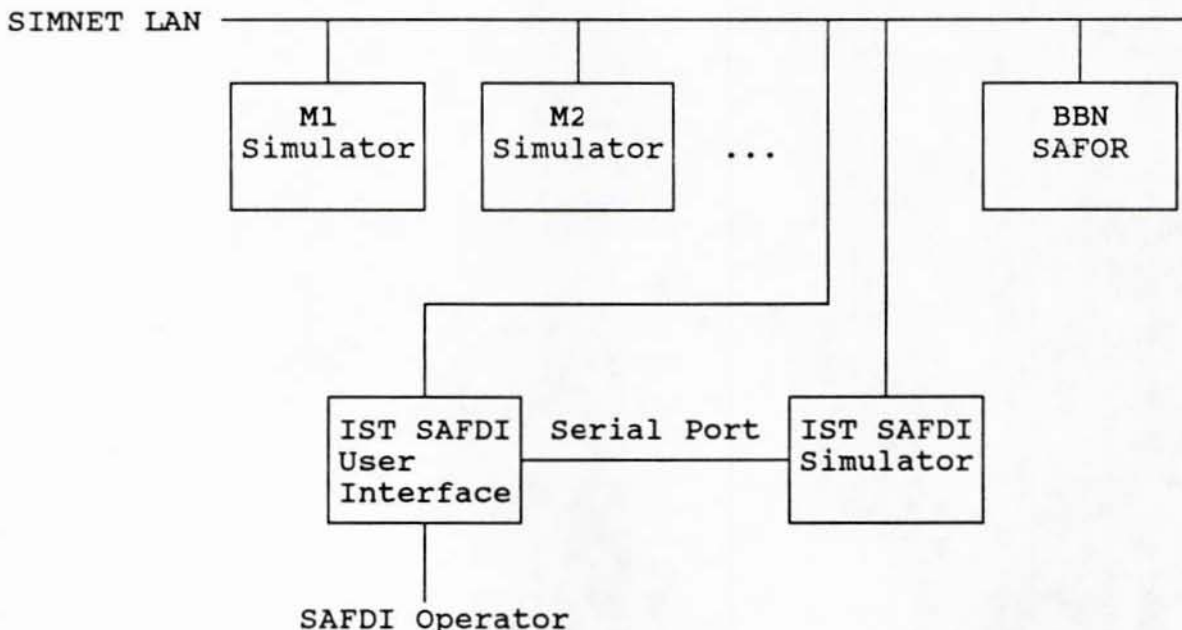 SIMNET LAN
M1
Simulator
M2
Simulator
...
BBN
SAFOR
IST SAFDI
User
Interface
Serial Port
IST SAFDI
Simulator
SAFDI Operator